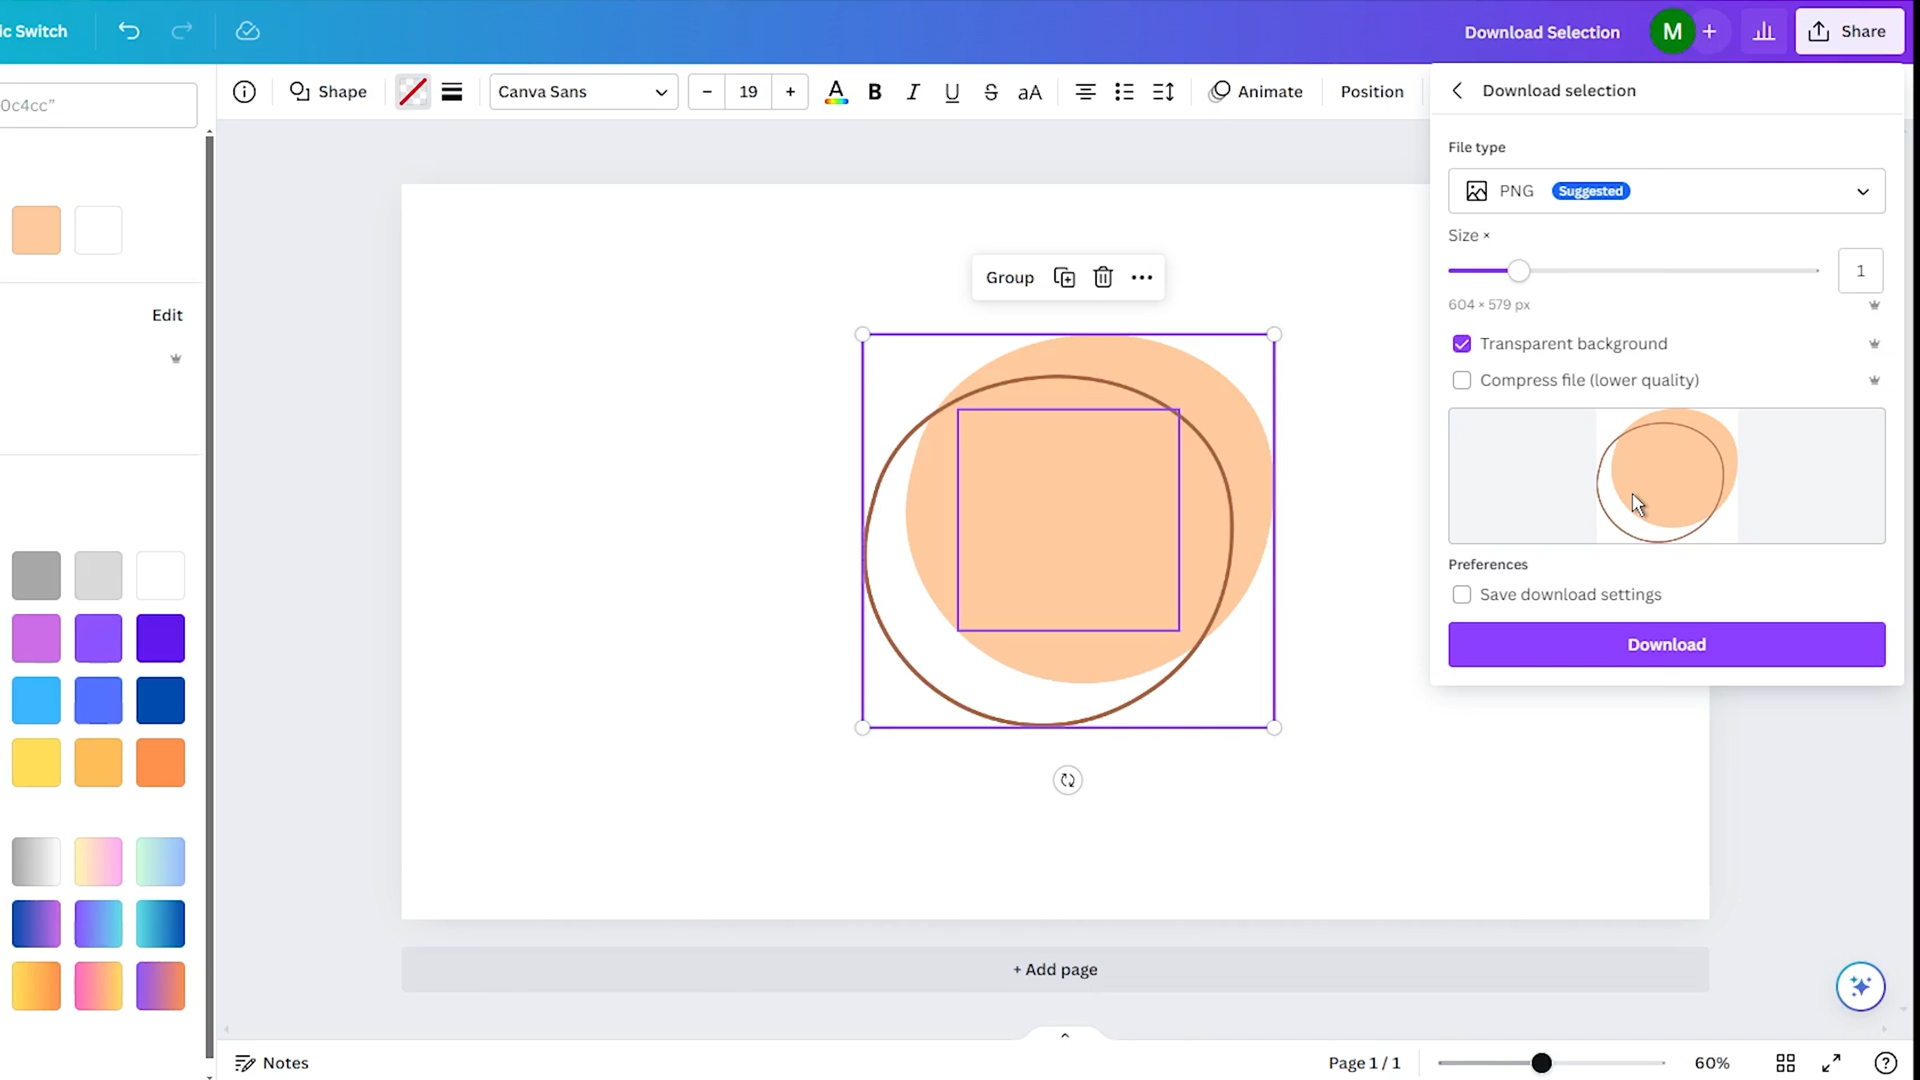 ic Switch
Download Selection
M
+
Share
0c4cc"
Shape
Canva Sans
– 19 +
A B I U S aA
Animate
Position
Download selection
File type
PNG
Suggested
Size ×
1
604 × 579 px
Transparent background
Compress file (lower quality)
Preferences
Save download settings
Download
Edit
Group
+ Add page
Notes
Page 1 / 1
60%
?